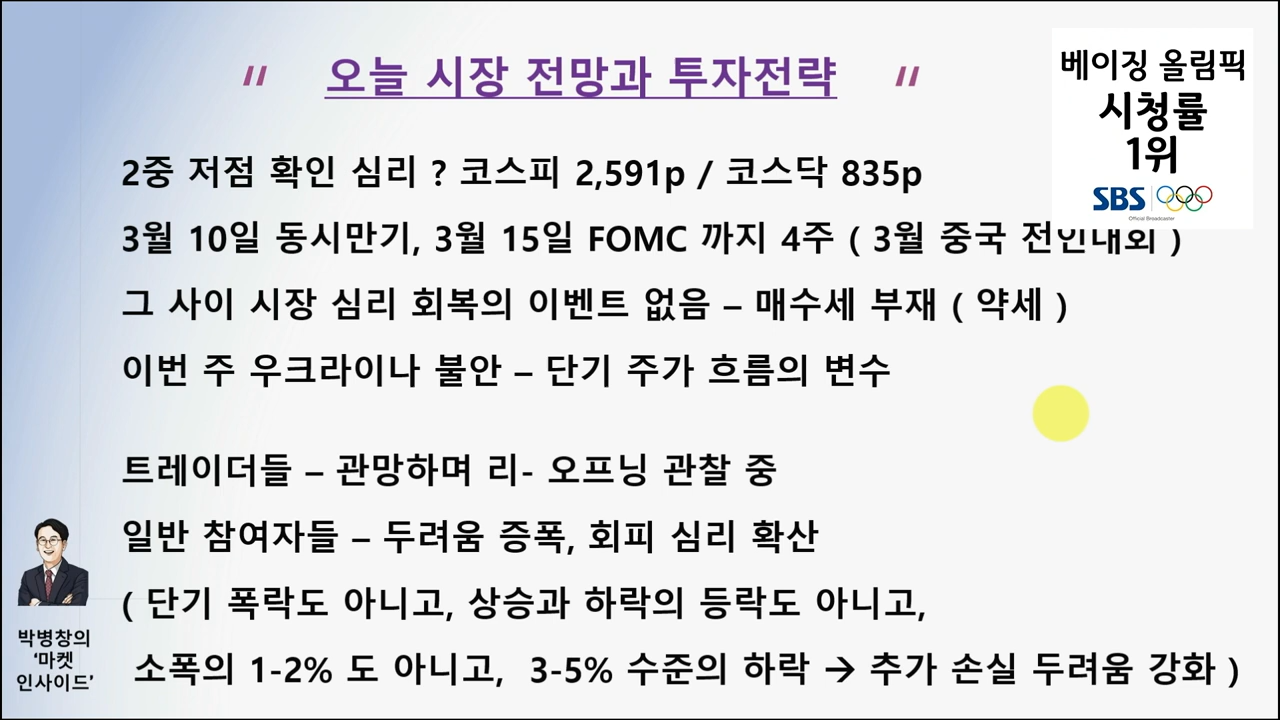 " 오늘 시장 전망과 투자전략 "
베이징 올림픽
시청률
1위
SBS
Official Broadcaster
2중 저점 확인 심리 ? 코스피 2,591p / 코스닥 835p
3월 10일 동시만기, 3월 15일 FOMC 까지 4주 ( 3월 중국 전인대회 )
그 사이 시장 심리 회복의 이벤트 없음 – 매수세 부재 ( 약세 )
이번 주 우크라이나 불안 – 단기 주가 흐름의 변수
트레이더들 – 관망하며 리- 오프닝 관찰 중
일반 참여자들 – 두려움 증폭, 회피 심리 확산
( 단기 폭락도 아니고, 상승과 하락의 등락도 아니고,
소폭의 1-2% 도 아니고, 3-5% 수준의 하락 → 추가 손실 두려움 강화 )
박병창의
‘마켓
인사이드’